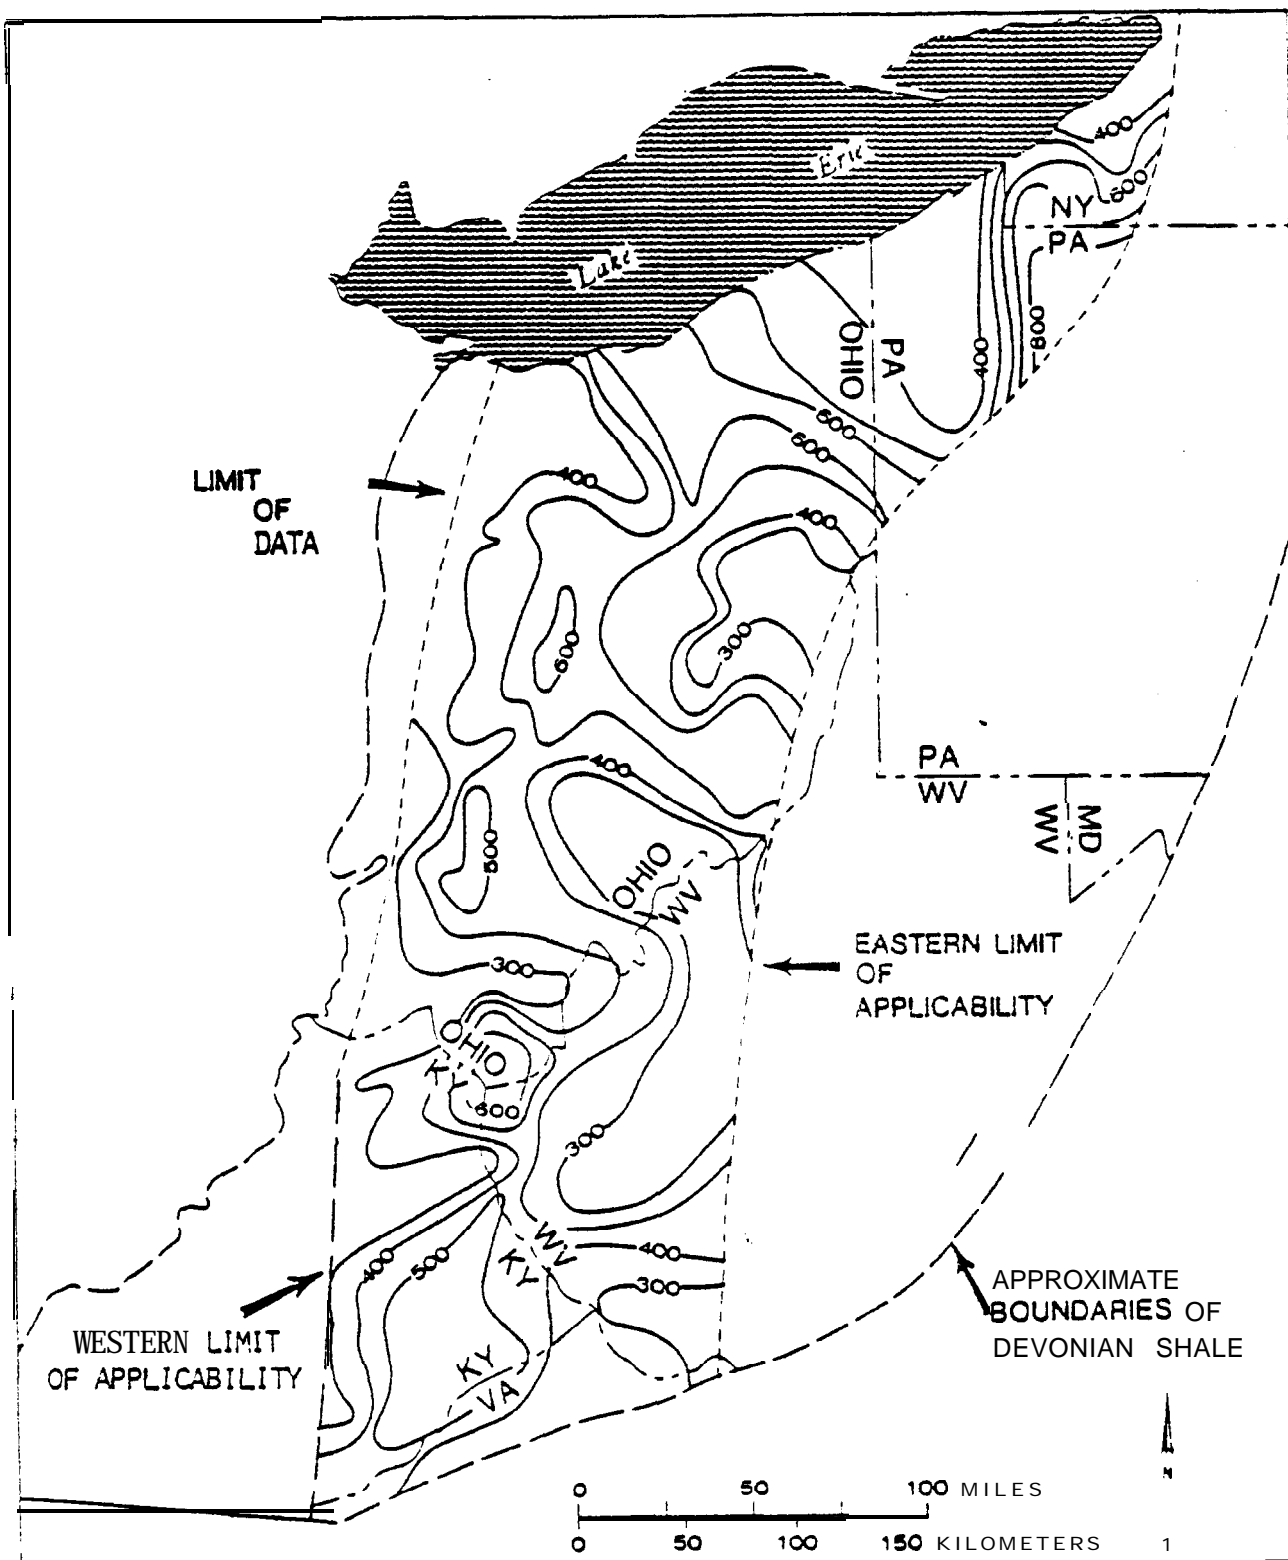 400
Erie
600
NY
PA
Lake
800
OHIO
PA
400
600
500
400
LIMIT
OF
DATA
400
300
600
PA
WV
400
MD
WV
500
OHIO
WV
EASTERN LIMIT
OF
APPLICABILITY
300
OHIO
KY
600
300
WV
KY
400
400
500
300
APPROXIMATE
BOUNDARIES OF
DEVONIAN SHALE
WESTERN LIMIT
OF APPLICABILITY
KY
VA
N
0 50 100 MILES
0 50 100 150 KILOMETERS
1